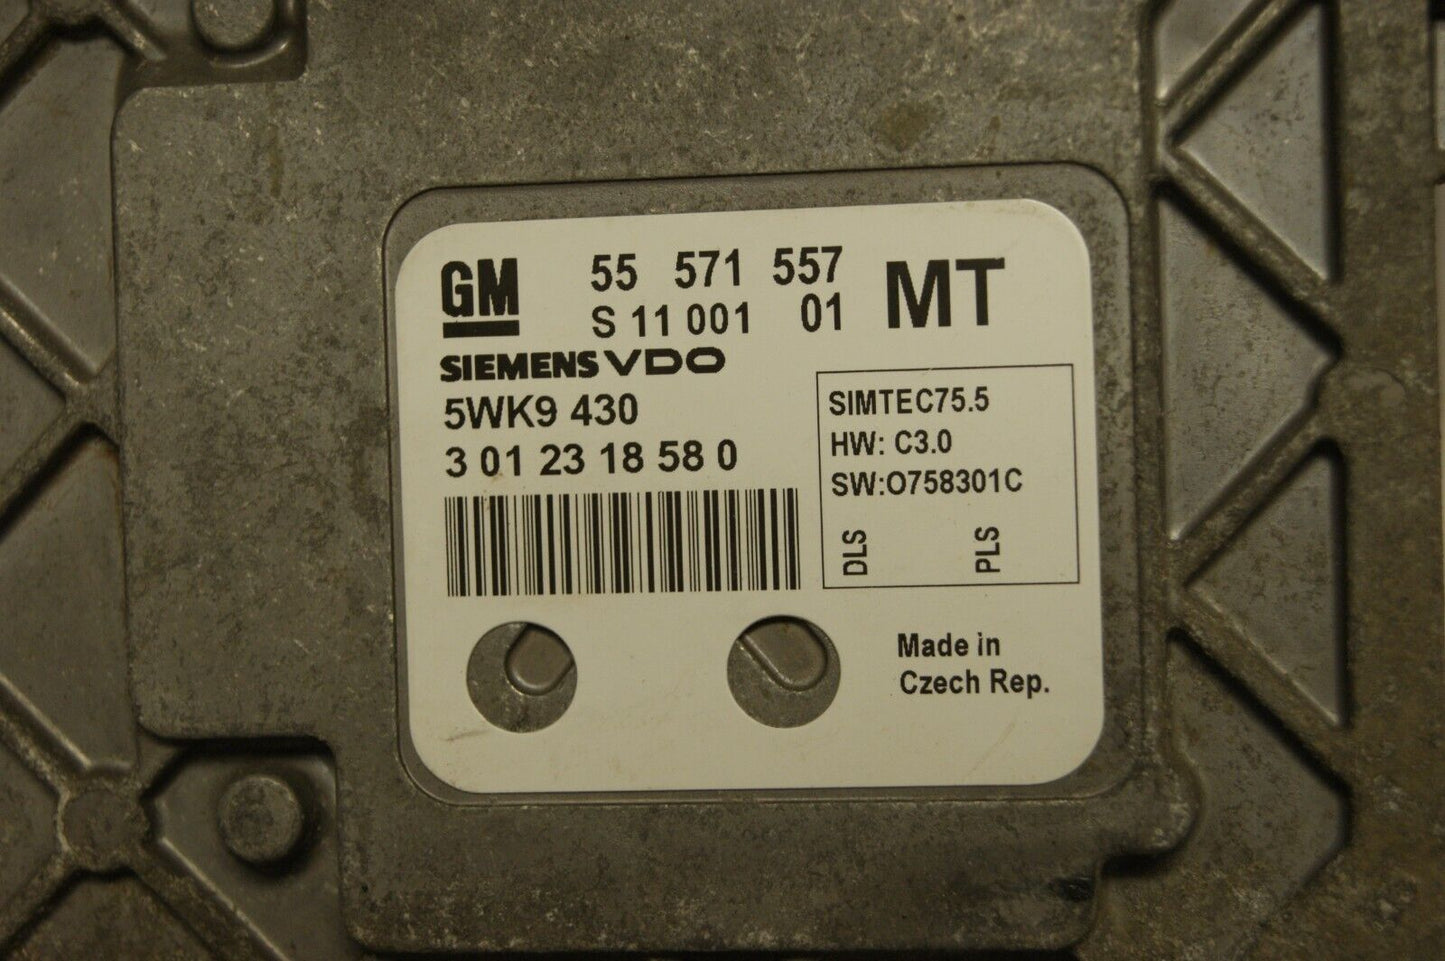 GM 55 571 557 MT
S 11 001 01
SIEMENS VDO
5WK9 430
3 01 23 18 58 0
SIMTEC75.5
HW: C3.0
SW:O758301C
DLS PLS
Made in
Czech Rep.